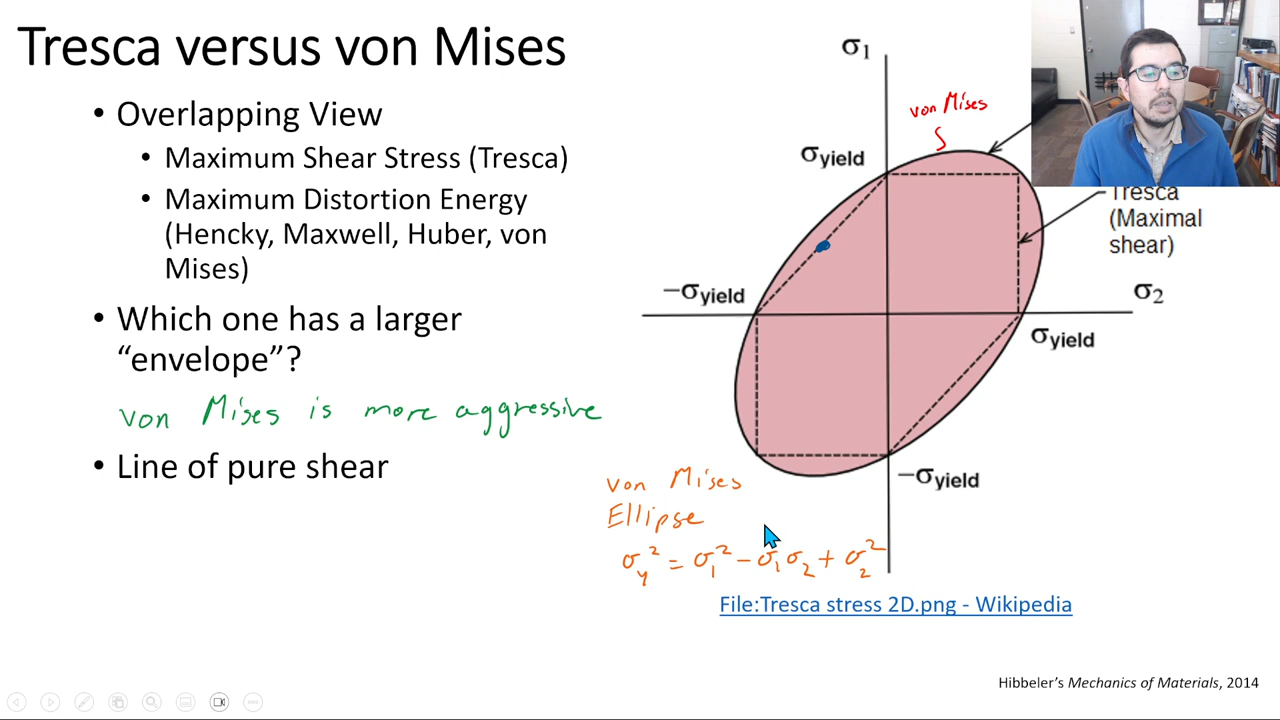 Tresca versus von Mises
• Overlapping View
• Maximum Shear Stress (Tresca)
• Maximum Distortion Energy
(Hencky, Maxwell, Huber, von
Mises)
• Which one has a larger
“envelope”?
von Mises is more aggressive
• Line of pure shear
σ1
von Mises
σyield
Tresca
(Maximal
shear)
−σyield
σ2
σyield
−σyield
von Mises
Ellipse
σy² = σ1² − σ1σ2 + σ2²
File:Tresca stress 2D.png - Wikipedia
Hibbeler’s Mechanics of Materials, 2014